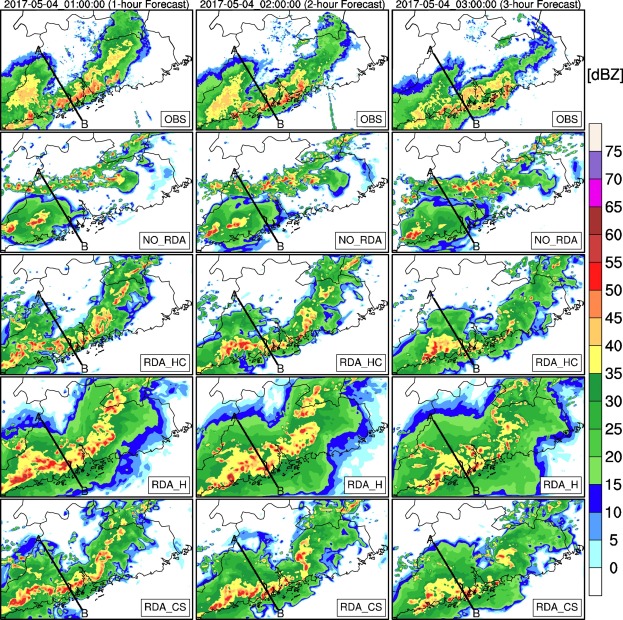 2017-05-04 01:00:00 (1-hour Forecast) 2017-05-04 02:00:00 (2-hour Forecast) 2017-05-04 03:00:00 (3-hour Forecast)
A A A
B B B
OBS OBS OBS
[dBZ]
A A A
B B B
NO_RDA NO_RDA NO_RDA
A A A
B B B
RDA_HC RDA_HC RDA_HC
A A A
B B B
RDA_H RDA_H RDA_H
A A A
B B B
RDA_CS RDA_CS RDA_CS
75
70
65
60
55
50
45
40
35
30
25
20
15
10
5
0